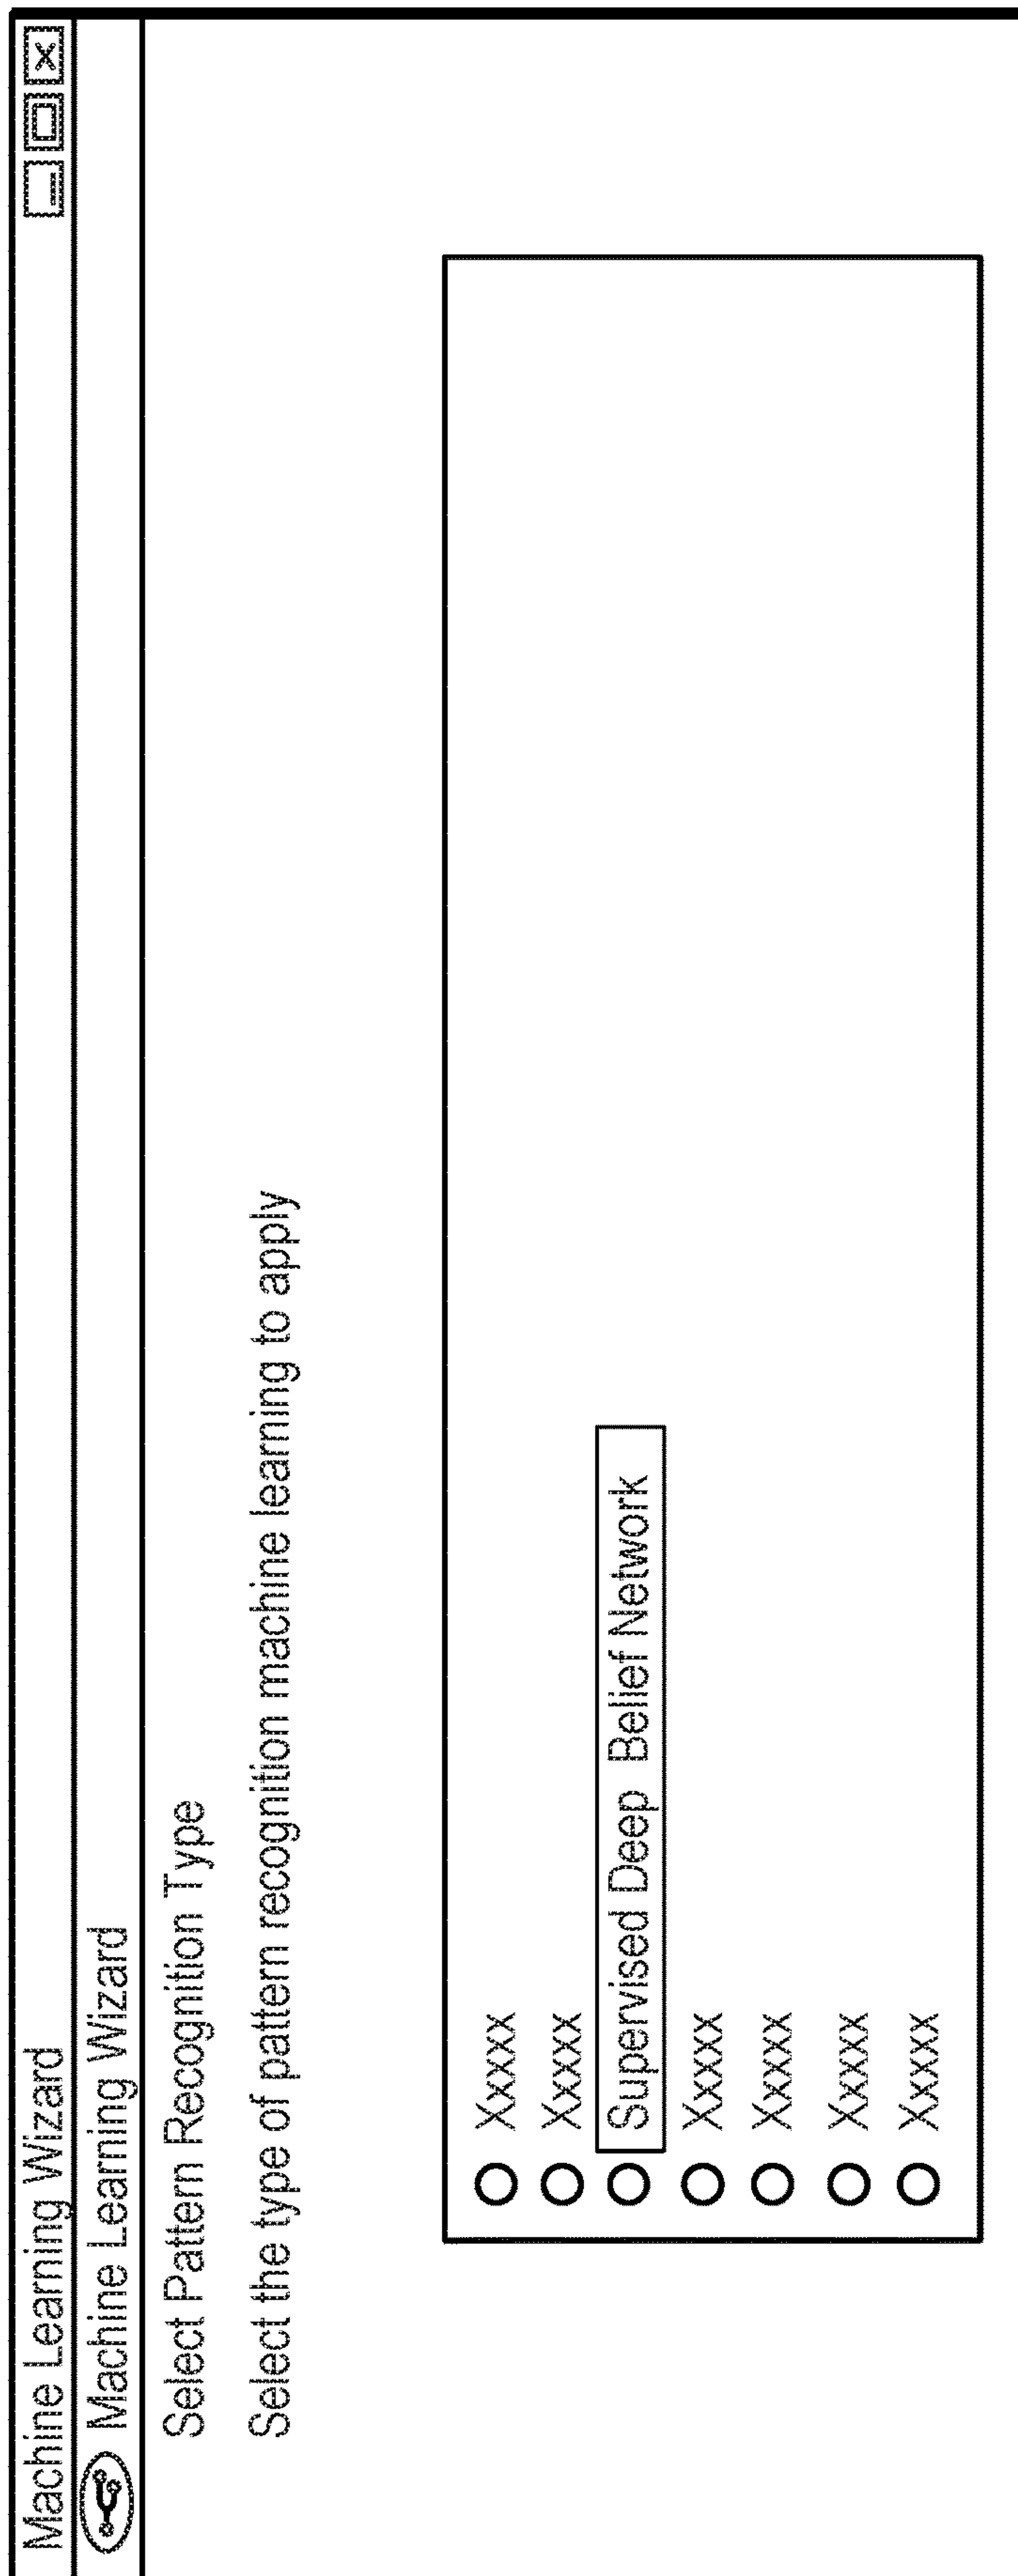 Machine Learning Wizard
Machine Learning Wizard
Select Pattern Recognition Type
Select the type of pattern recognition machine learning to apply
Xxxxx
Xxxxx
Supervised Deep Belief Network
Xxxxx
Xxxxx
Xxxxx
Xxxxx